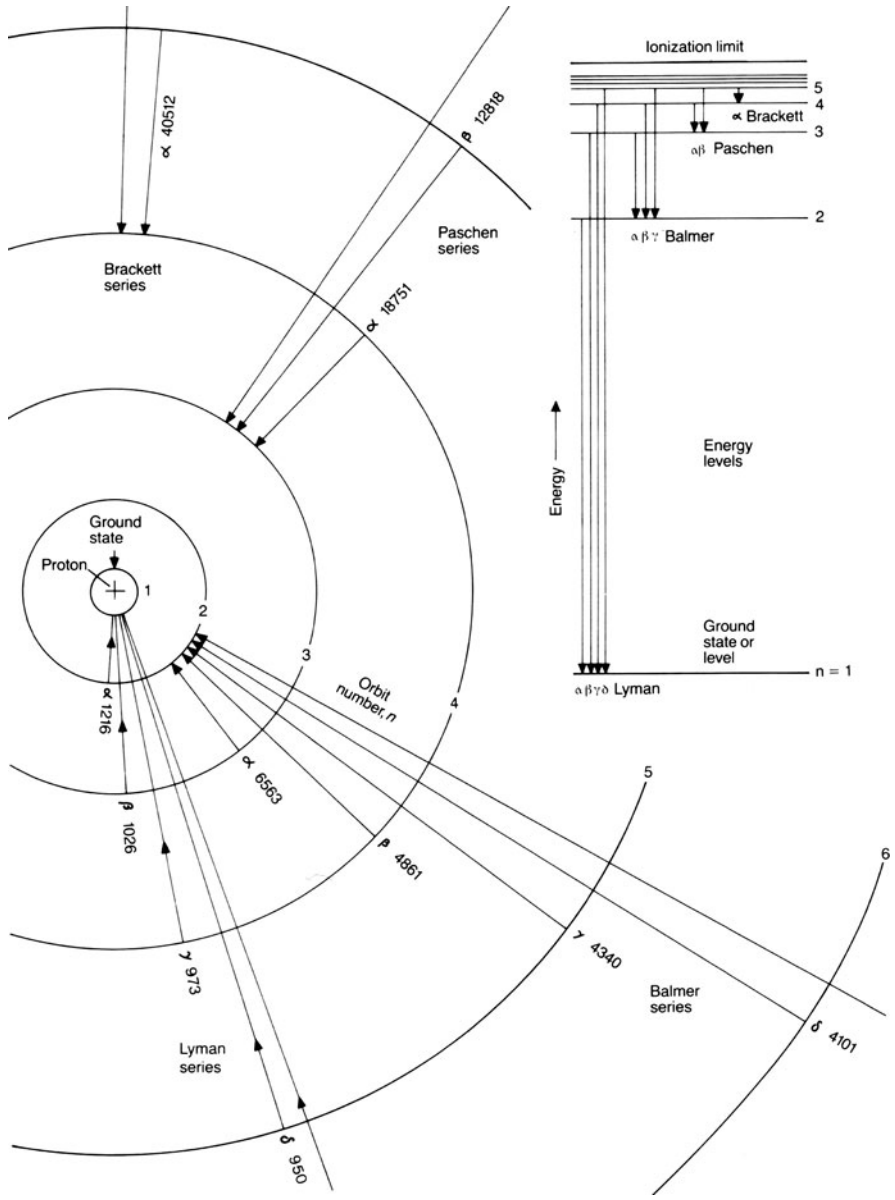 α 40512
β 12818
Brackett
series
Paschen
series
α 18751
Ground
state
Proton
1
2
3
4
5
6
Orbit
number, n
α 1216
β 1026
γ 973
δ 950
Lyman
series
α 6563
β 4861
γ 4340
δ 4101
Balmer
series
Ionization limit
5
4
α Brackett
3
αβ Paschen
2
αβγ Balmer
Energy
Energy
levels
Ground
state or
level
n = 1
αβγδ Lyman